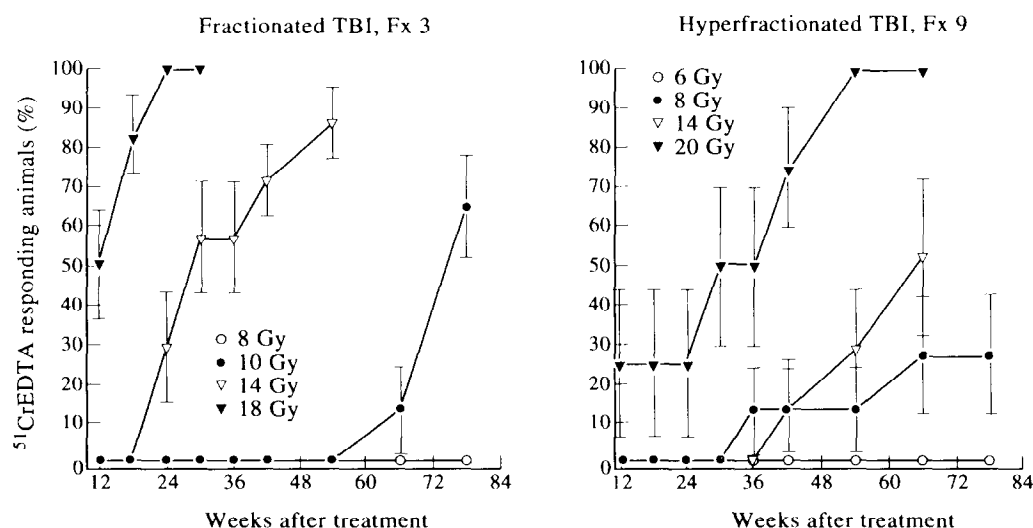 Fractionated TBI, Fx 3
⁵¹CrEDTA responding animals (%)
100
90
80
70
60
50
40
30
20
10
0
8 Gy
10 Gy
14 Gy
18 Gy
12 24 36 48 60 72 84
Weeks after treatment
Hyperfractionated TBI, Fx 9
100
90
80
70
60
50
40
30
20
10
0
6 Gy
8 Gy
14 Gy
20 Gy
12 24 36 48 60 72 84
Weeks after treatment